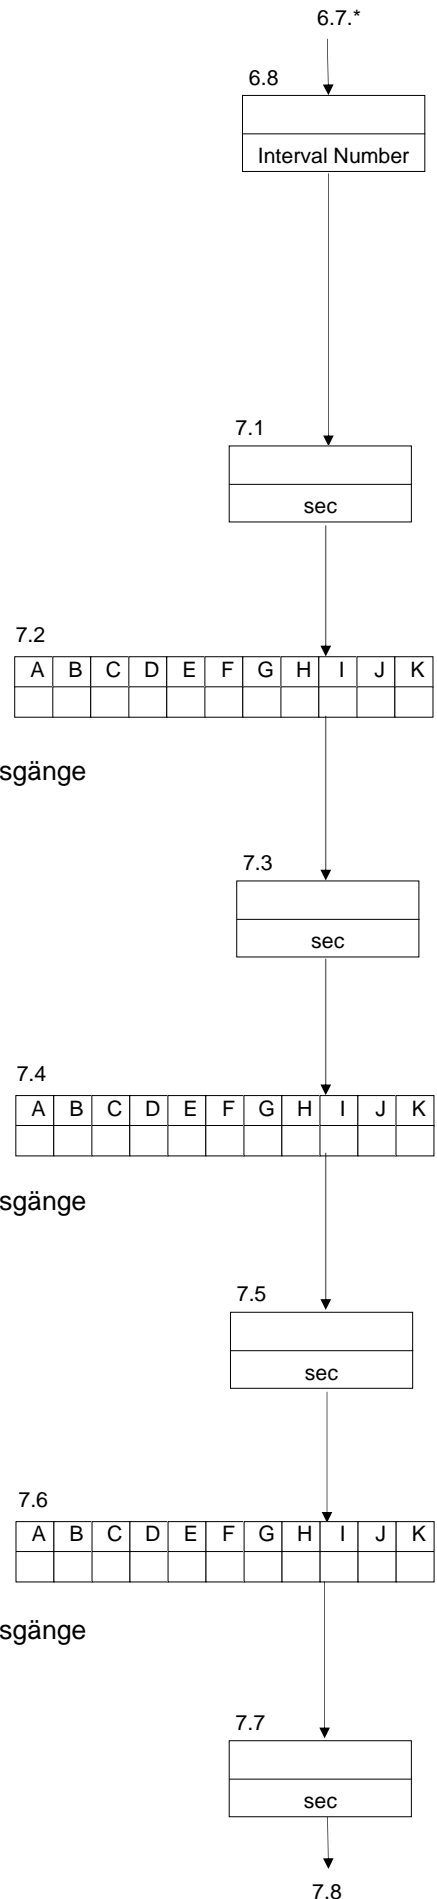 6.7.*
6.8
Interval Number
7.1
sec
7.2
A B C D E F G H I J K
sgänge
7.3
sec
7.4
A B C D E F G H I J K
sgänge
7.5
sec
7.6
A B C D E F G H I J K
sgänge
7.7
sec
7.8